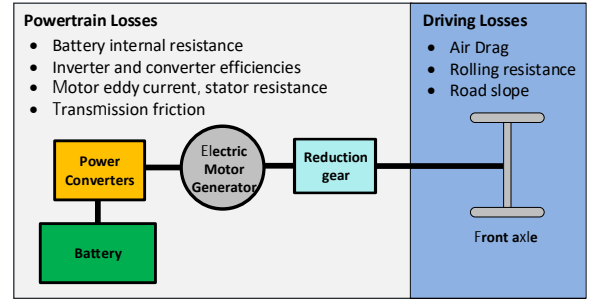 Powertrain Losses
• Battery internal resistance
• Inverter and converter efficiencies
• Motor eddy current, stator resistance
• Transmission friction
Driving Losses
• Air Drag
• Rolling resistance
• Road slope
Power
Converters
Electric
Motor
Generator
Reduction
gear
Battery
Front axle